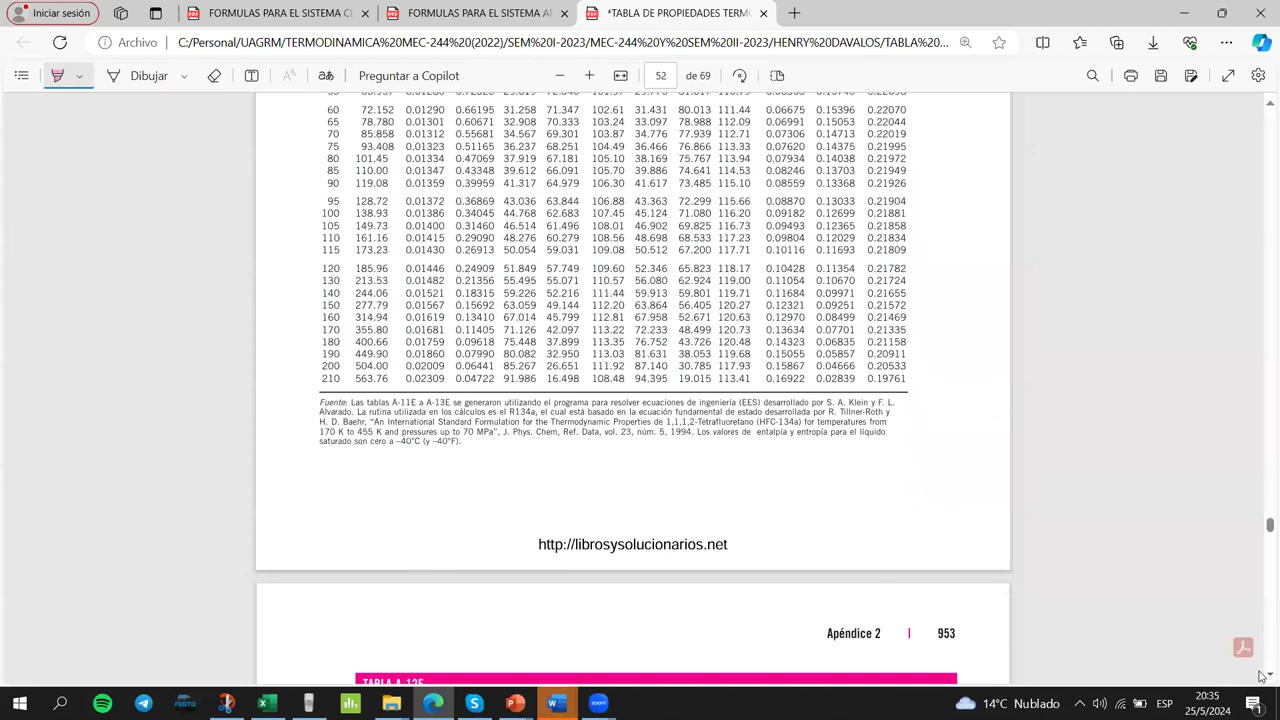 Iniciar sesión
FORMULAS PARA EL SISTEMA CE
FORMULAS PARA EL SISTEMA AB
*TABLA DE PROPIEDADES TERMO
Archivo
C:/Personal/UAGRM/TERMODINAMICA%20MEC-244%20(2022)/SEM%20I-2023/MEC-244%20Y%20SEM%20II-2023/HENRY%20DAVALOS/TABLA%20...
Dibujar
Preguntar a Copilot
52
de 69
60 72.152 0.01290 0.66195 31.258 71.347 102.61 31.431 80.013 111.44 0.06675 0.15396 0.22070
65 78.780 0.01301 0.60671 32.908 70.333 103.24 33.097 78.988 112.09 0.06991 0.15053 0.22044
70 85.858 0.01312 0.55681 34.567 69.301 103.87 34.776 77.939 112.71 0.07306 0.14713 0.22019
75 93.408 0.01323 0.51165 36.237 68.251 104.49 36.466 76.866 113.33 0.07620 0.14375 0.21995
80 101.45 0.01334 0.47069 37.919 67.181 105.10 38.169 75.767 113.94 0.07934 0.14038 0.21972
85 110.00 0.01347 0.43348 39.612 66.091 105.70 39.886 74.641 114.53 0.08246 0.13703 0.21949
90 119.08 0.01359 0.39959 41.317 64.979 106.30 41.617 73.485 115.10 0.08559 0.13368 0.21926
95 128.72 0.01372 0.36869 43.036 63.844 106.88 43.363 72.299 115.66 0.08870 0.13033 0.21904
100 138.93 0.01386 0.34045 44.768 62.683 107.45 45.124 71.080 116.20 0.09182 0.12699 0.21881
105 149.73 0.01400 0.31460 46.514 61.496 108.01 46.902 69.825 116.73 0.09493 0.12365 0.21858
110 161.16 0.01415 0.29090 48.276 60.279 108.56 48.698 68.533 117.23 0.09804 0.12029 0.21834
115 173.23 0.01430 0.26913 50.054 59.031 109.08 50.512 67.200 117.71 0.10116 0.11693 0.21809
120 185.96 0.01446 0.24909 51.849 57.749 109.60 52.346 65.823 118.17 0.10428 0.11354 0.21782
130 213.53 0.01482 0.21356 55.495 55.071 110.57 56.080 62.924 119.00 0.11054 0.10670 0.21724
140 244.06 0.01521 0.18315 59.226 52.216 111.44 59.913 59.801 119.71 0.11684 0.09971 0.21655
150 277.79 0.01567 0.15692 63.059 49.144 112.20 63.864 56.405 120.27 0.12321 0.09251 0.21572
160 314.94 0.01619 0.13410 67.014 45.799 112.81 67.958 52.671 120.63 0.12970 0.08499 0.21469
170 355.80 0.01681 0.11405 71.126 42.097 113.22 72.233 48.499 120.73 0.13634 0.07701 0.21335
180 400.66 0.01759 0.09618 75.448 37.899 113.35 76.752 43.726 120.48 0.14323 0.06835 0.21158
190 449.90 0.01860 0.07990 80.082 32.950 113.03 81.631 38.053 119.68 0.15055 0.05857 0.20911
200 504.00 0.02009 0.06441 85.267 26.651 111.92 87.140 30.785 117.93 0.15867 0.04666 0.20533
210 563.76 0.02309 0.04722 91.986 16.498 108.48 94.395 19.015 113.41 0.16922 0.02839 0.19761
Fuente: Las tablas A-11E a A-13E se generaron utilizando el programa para resolver ecuaciones de ingeniería (EES) desarrollado por S. A. Klein y F. L.
Alvarado. La rutina utilizada en los cálculos es el R134a, el cual está basado en la ecuación fundamental de estado desarrollada por R. Tillner-Roth y
H. D. Baehr, "An International Standard Formulation for the Thermodynamic Properties de 1,1,1,2-Tetrafluoretano (HFC-134a) for temperatures from
170 K to 455 K and pressures up to 70 MPa", J. Phys. Chem, Ref. Data, vol. 23, núm. 5, 1994. Los valores de entalpía y entropía para el líquido
saturado son cero a –40°C (y –40°F).
http://librosysolucionarios.net
Apéndice 2 | 953
TABLA A-12E
FESTO
14°C Nublado
ESP
20:35
25/5/2024